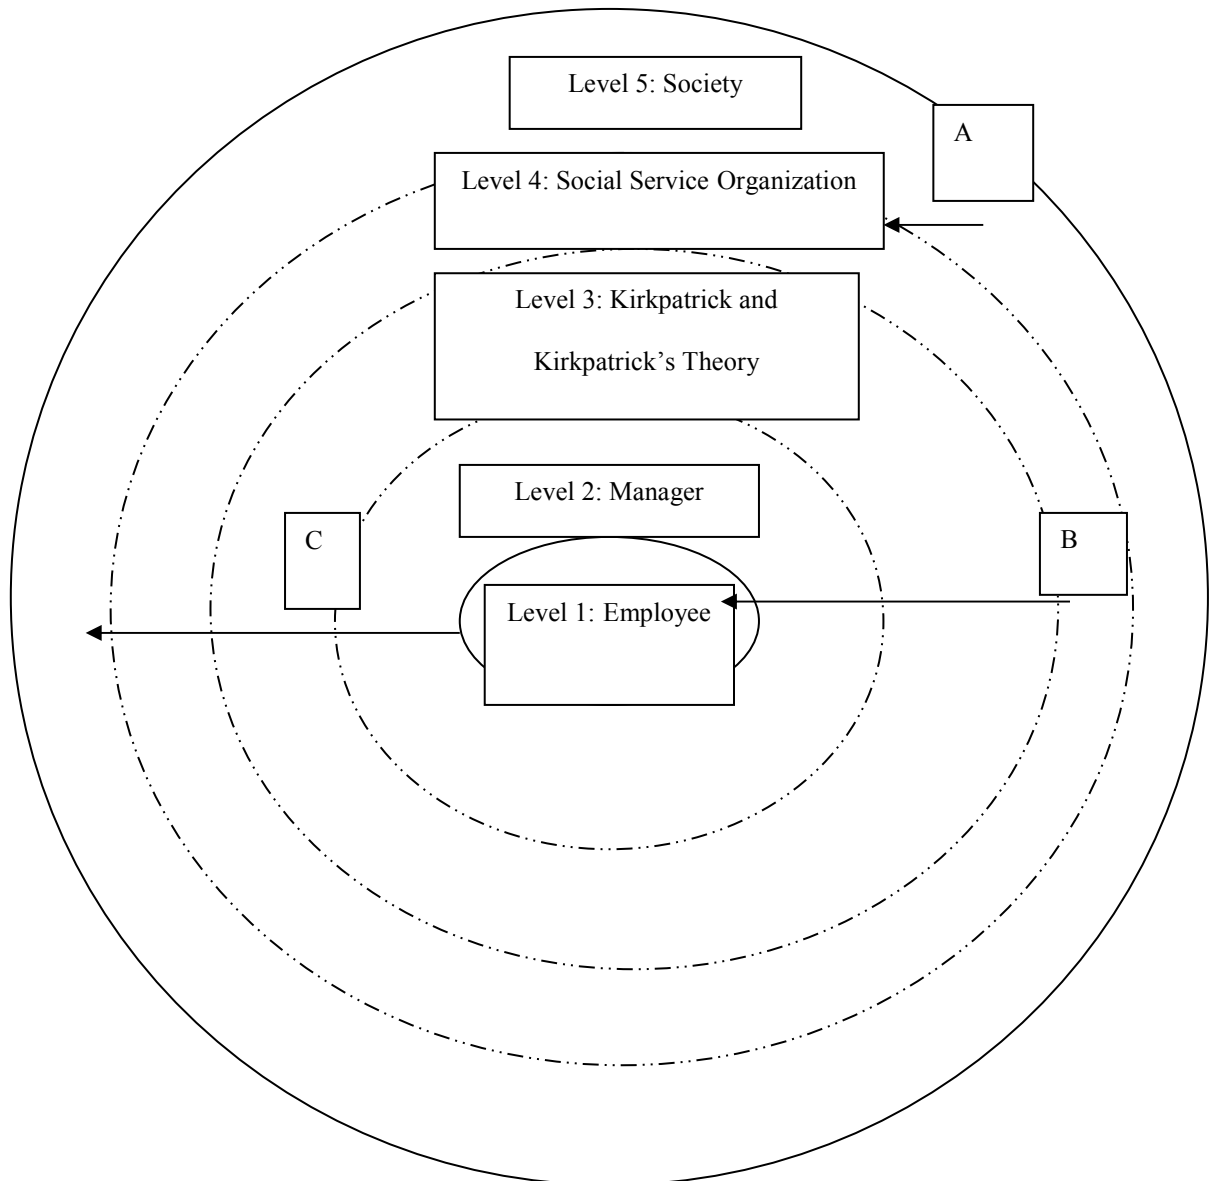 Level 5: Society
A
Level 4: Social Service Organization
Level 3: Kirkpatrick and
Kirkpatrick’s Theory
Level 2: Manager
C
B
Level 1: Employee